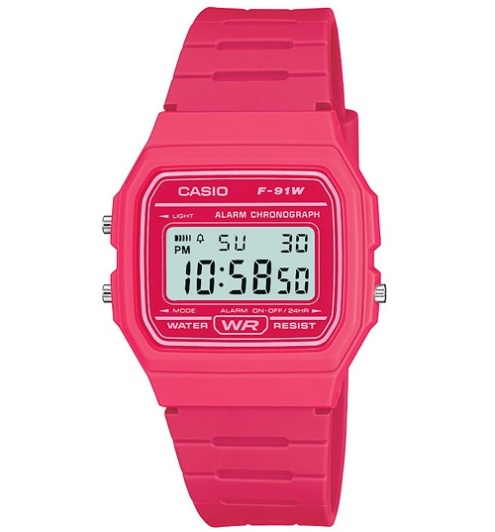 CASIO F-91W
LIGHT ALARM CHRONOGRAPH
SU 30
PM 10:58 50
MODE ALARM ON-OFF/24HR
WATER WR RESIST